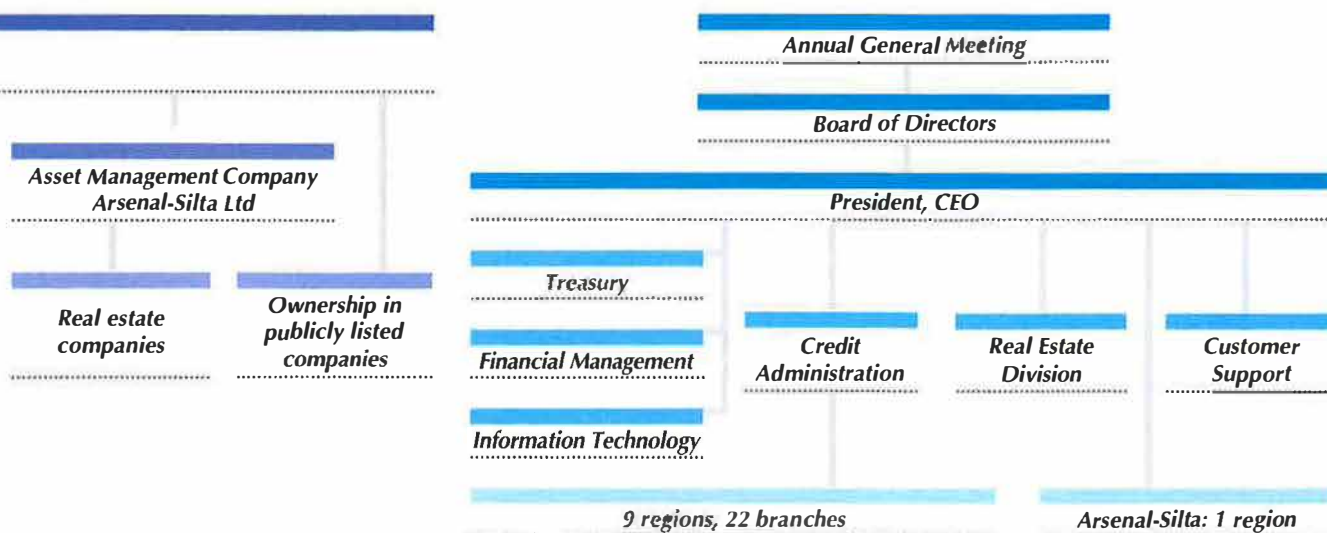 Asset Management Company
Arsenal-Silta Ltd
Real estate
companies
Ownership in
publicly listed
companies
Annual General Meeting
Board of Directors
President, CEO
Treasury
Financial Management
Information Technology
Credit
Administration
Real Estate
Division
Customer
Support
9 regions, 22 branches
Arsenal-Silta: 1 region